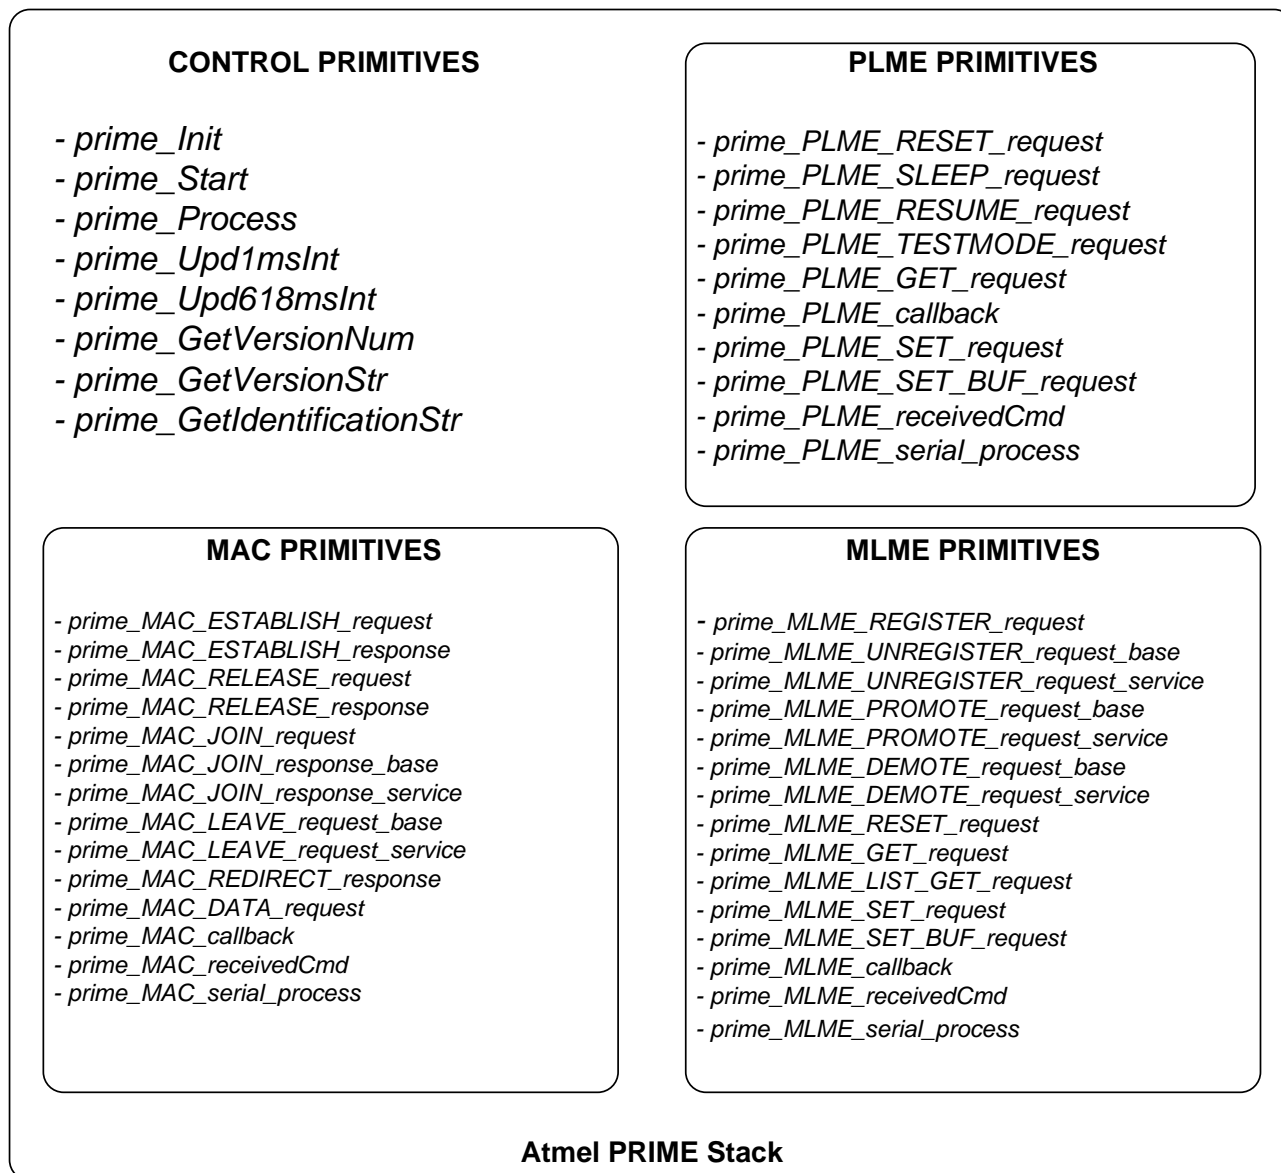 CONTROL PRIMITIVES
- prime_Init
- prime_Start
- prime_Process
- prime_Upd1msInt
- prime_Upd618msInt
- prime_GetVersionNum
- prime_GetVersionStr
- prime_GetIdentificationStr
PLME PRIMITIVES
- prime_PLME_RESET_request
- prime_PLME_SLEEP_request
- prime_PLME_RESUME_request
- prime_PLME_TESTMODE_request
- prime_PLME_GET_request
- prime_PLME_callback
- prime_PLME_SET_request
- prime_PLME_SET_BUF_request
- prime_PLME_receivedCmd
- prime_PLME_serial_process
MAC PRIMITIVES
- prime_MAC_ESTABLISH_request
- prime_MAC_ESTABLISH_response
- prime_MAC_RELEASE_request
- prime_MAC_RELEASE_response
- prime_MAC_JOIN_request
- prime_MAC_JOIN_response_base
- prime_MAC_JOIN_response_service
- prime_MAC_LEAVE_request_base
- prime_MAC_LEAVE_request_service
- prime_MAC_REDIRECT_response
- prime_MAC_DATA_request
- prime_MAC_callback
- prime_MAC_receivedCmd
- prime_MAC_serial_process
MLME PRIMITIVES
- prime_MLME_REGISTER_request
- prime_MLME_UNREGISTER_request_base
- prime_MLME_UNREGISTER_request_service
- prime_MLME_PROMOTE_request_base
- prime_MLME_PROMOTE_request_service
- prime_MLME_DEMOTE_request_base
- prime_MLME_DEMOTE_request_service
- prime_MLME_RESET_request
- prime_MLME_GET_request
- prime_MLME_LIST_GET_request
- prime_MLME_SET_request
- prime_MLME_SET_BUF_request
- prime_MLME_callback
- prime_MLME_receivedCmd
- prime_MLME_serial_process
Atmel PRIME Stack